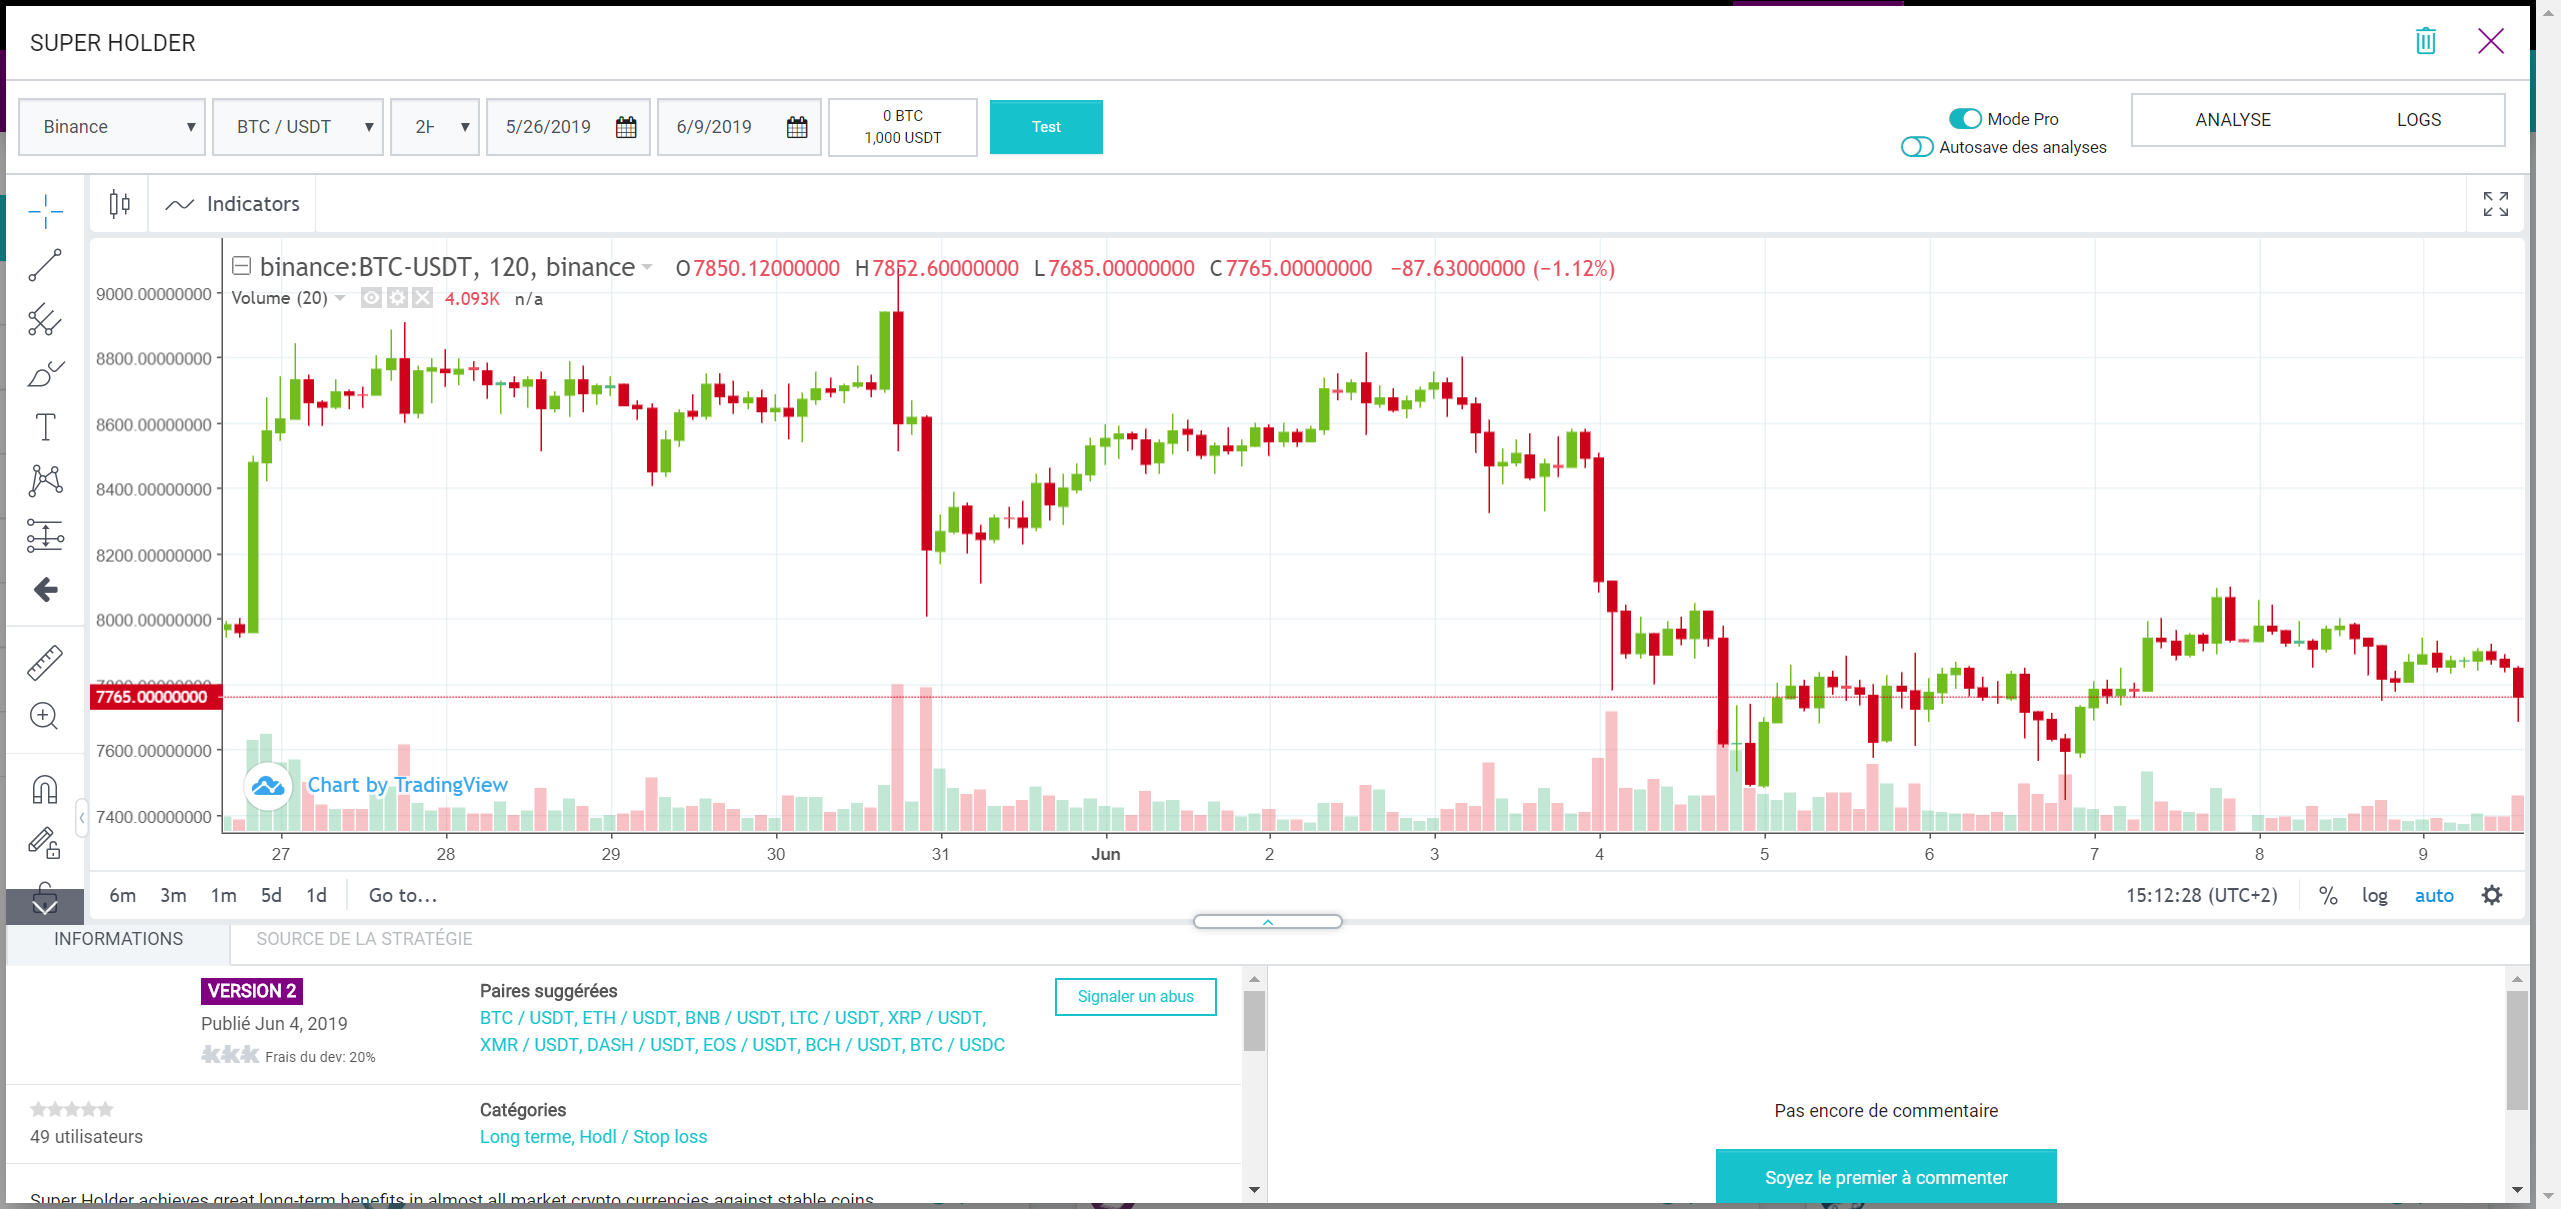 SUPER HOLDER
Binance
BTC / USDT
2H
5/26/2019
6/9/2019
0 BTC
1,000 USDT
Test
Mode Pro
Autosave des analyses
ANALYSE
LOGS
Indicators
binance:BTC-USDT, 120, binance O7850.12000000 H7852.60000000 L7685.00000000 C7765.00000000 −87.63000000 (−1.12%)
Volume (20) 4.093K n/a
9000.00000000
8800.00000000
8600.00000000
8400.00000000
8200.00000000
8000.00000000
7800.00000000
7765.00000000
7600.00000000
7400.00000000
Chart by TradingView
27 28 29 30 31 Jun 2 3 4 5 6 7 8 9
6m 3m 1m 5d 1d Go to... 15:12:28 (UTC+2) % log auto
INFORMATIONS
SOURCE DE LA STRATÉGIE
VERSION 2
Publié Jun 4, 2019
Frais du dev: 20%
Paires suggérées
BTC / USDT, ETH / USDT, BNB / USDT, LTC / USDT, XRP / USDT,
XMR / USDT, DASH / USDT, EOS / USDT, BCH / USDT, BTC / USDC
Signaler un abus
49 utilisateurs
Catégories
Long terme, Hodl / Stop loss
Super Holder achieves great long-term benefits in almost all market crypto currencies against stable coins
Pas encore de commentaire
Soyez le premier à commenter